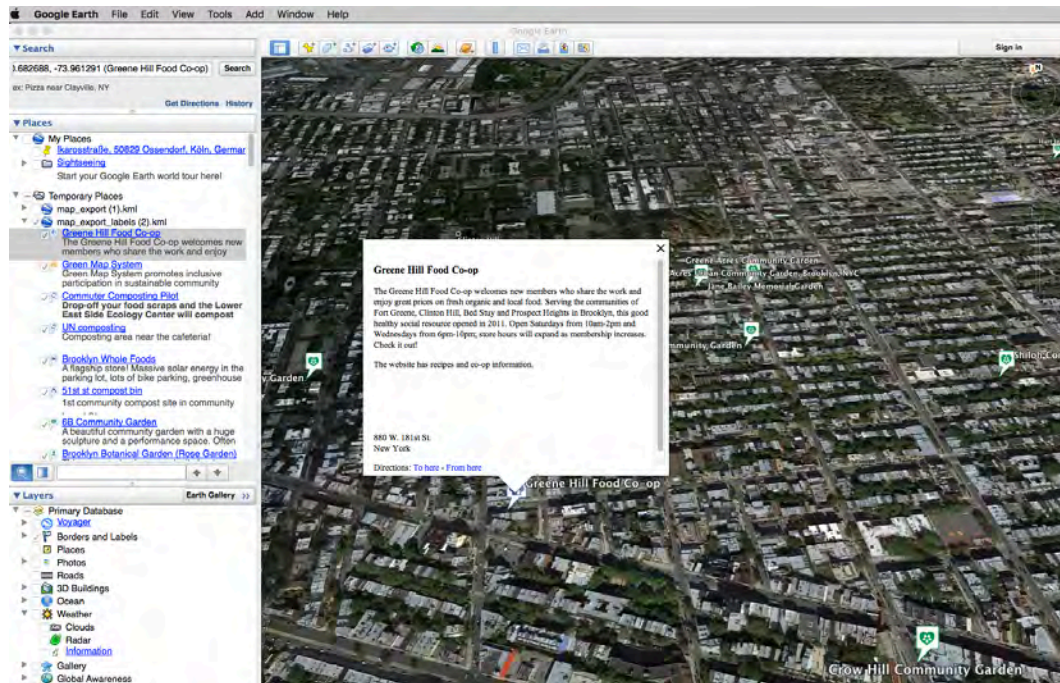 Google Earth File Edit View Tools Add Window Help
Google Earth
Sign in
Search
.682688, -73.961291 (Greene Hill Food Co-op) Search
ex: Pizza near Clayville, NY
Get Directions History
Places
My Places
Ikarosstraße, 50829 Ossendorf, Köln, Germar
Sightseeing
Start your Google Earth world tour here!
Temporary Places
map_export (1).kml
map_export_labels (2).kml
Greene Hill Food Co-op
The Greene Hill Food Co-op welcomes new
members who share the work and enjoy
Green Map System
Green Map System promotes inclusive
participation in sustainable community
Commuter Composting Pilot
Drop-off your food scraps and the Lower
East Side Ecology Center will compost
UN composting
Composting area near the cafeteria!
Brooklyn Whole Foods
A flagship store! Massive solar energy in the
parking lot, lots of bike parking, greenhouse
51st st compost bin
1st community compost site in community
6B Community Garden
A beautiful community garden with a huge
sculpture and a performance space. Often
Brooklyn Botanical Garden (Rose Garden)
Layers
Earth Gallery
Primary Database
Voyager
Borders and Labels
Places
Photos
Roads
3D Buildings
Ocean
Weather
Clouds
Radar
Information
Gallery
Global Awareness
N
Greene Hill Food Co-op
The Greene Hill Food Co-op welcomes new members who share the work and
enjoy great prices on fresh organic and local food. Serving the communities of
Fort Greene, Clinton Hill, Bed Stay and Prospect Heights in Brooklyn, this good
healthy social resource opened in 2011. Open Saturdays from 10am-2pm and
Wednesdays from 6pm-10pm; store hours will expand as membership increases.
Check it out!
The website has recipes and co-op information.
880 W. 181st St.
New York
Directions: To here - From here
Greene Acres Community Garden
Acres Community Garden, Brooklyn, NYC
Jane Bailey Memorial Garden
mmunity Garden
Shiloh Co
y Garden
Greene Hill Food Co_op
Crow Hill Community Garden